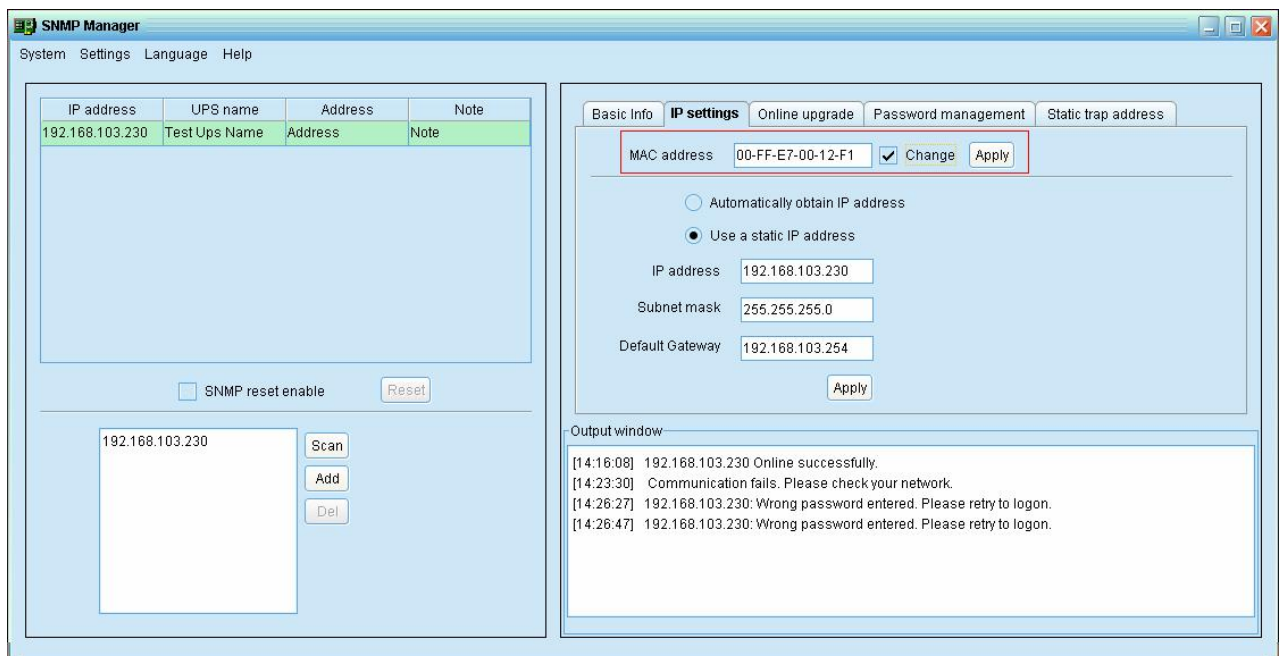 SNMP Manager
System Settings Language Help
IP address UPS name Address Note
192.168.103.230 Test Ups Name Address Note
SNMP reset enable Reset
192.168.103.230
Scan
Add
Del
Basic Info IP settings Online upgrade Password management Static trap address
MAC address 00-FF-E7-00-12-F1 Change Apply
Automatically obtain IP address
Use a static IP address
IP address 192.168.103.230
Subnet mask 255.255.255.0
Default Gateway 192.168.103.254
Apply
Output window
[14:16:08] 192.168.103.230 Online successfully.
[14:23:30] Communication fails. Please check your network.
[14:26:27] 192.168.103.230: Wrong password entered. Please retry to logon.
[14:26:47] 192.168.103.230: Wrong password entered. Please retry to logon.